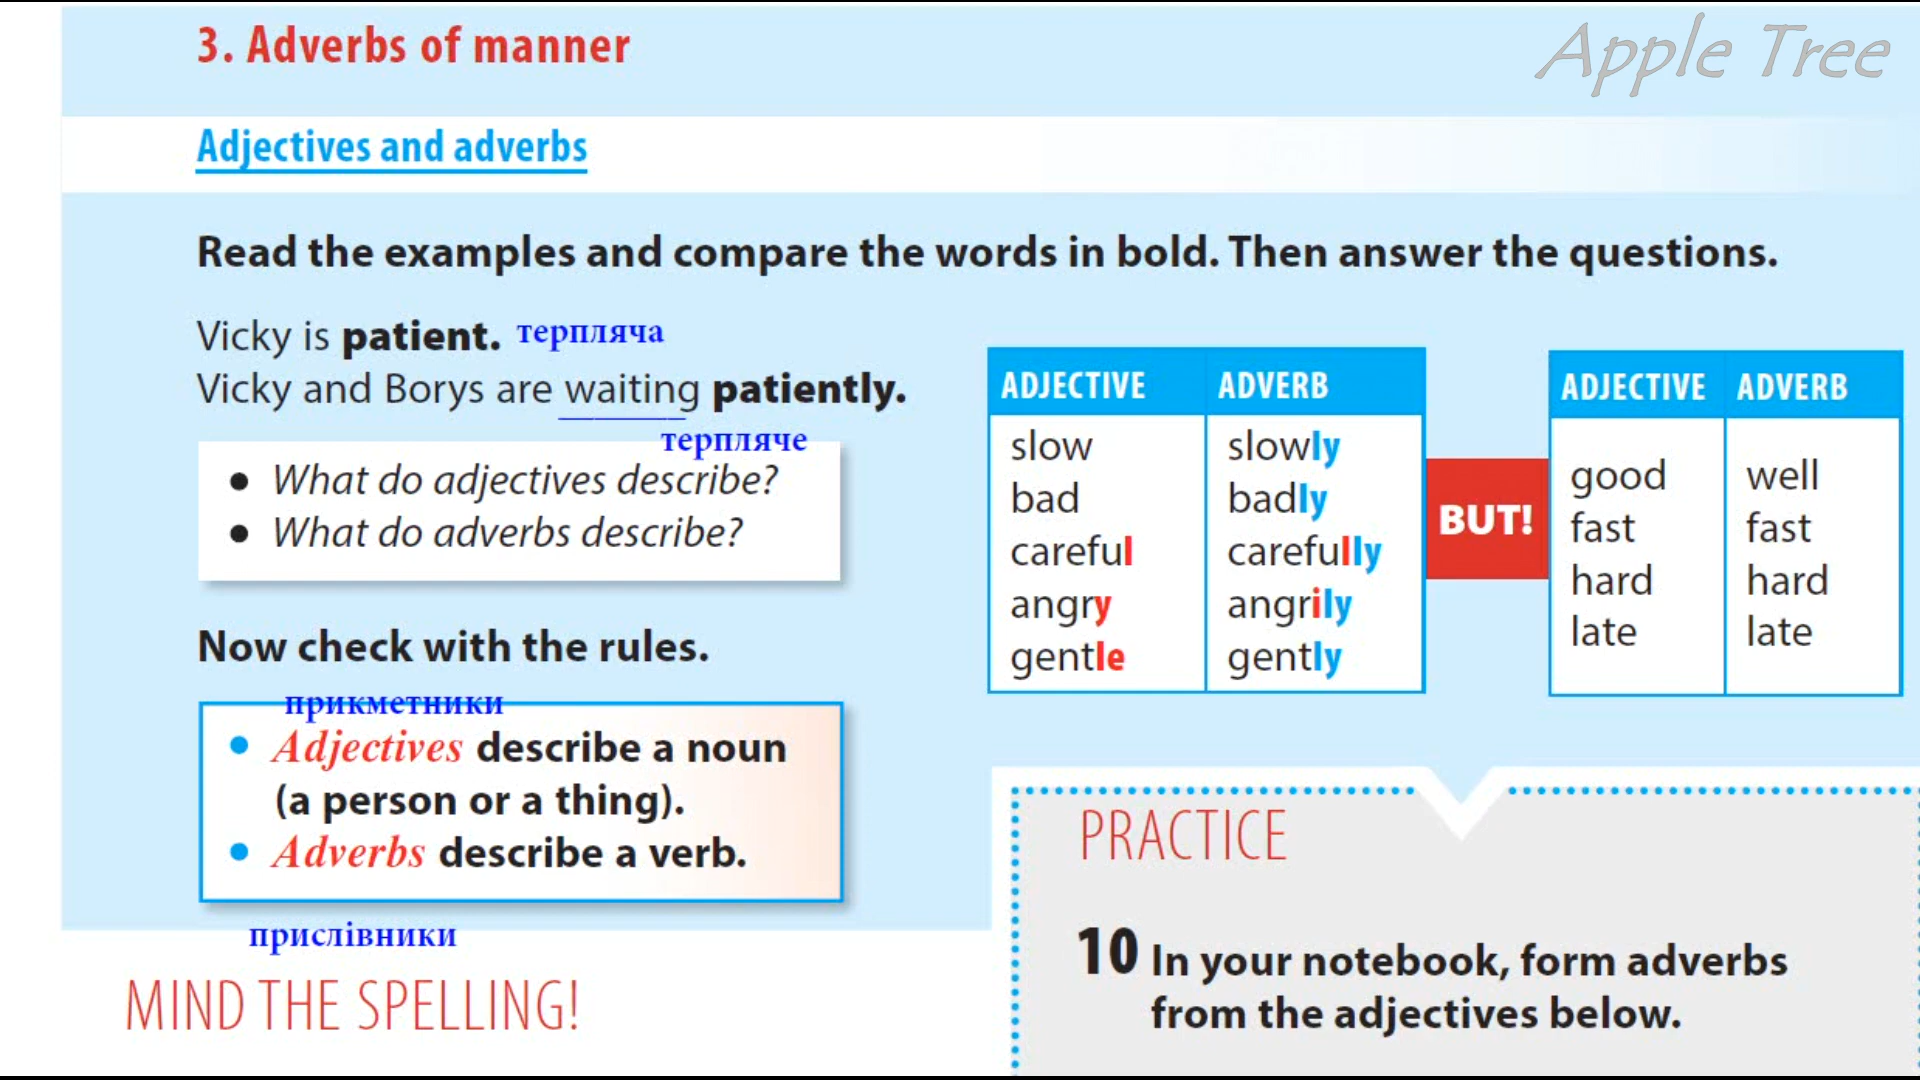 Apple Tree
3. Adverbs of manner
Adjectives and adverbs
Read the examples and compare the words in bold. Then answer the questions.
Vicky is patient. терпляча
Vicky and Borys are waiting patiently.
терпляче
• What do adjectives describe?
• What do adverbs describe?
Now check with the rules.
прикметники
• Adjectives describe a noun
(a person or a thing).
• Adverbs describe a verb.
прислівники
MIND THE SPELLING!
ADJECTIVE ADVERB
slow slowly
bad badly
careful carefully
angry angrily
gentle gently
BUT!
ADJECTIVE ADVERB
good well
fast fast
hard hard
late late
PRACTICE
10 In your notebook, form adverbs
from the adjectives below.